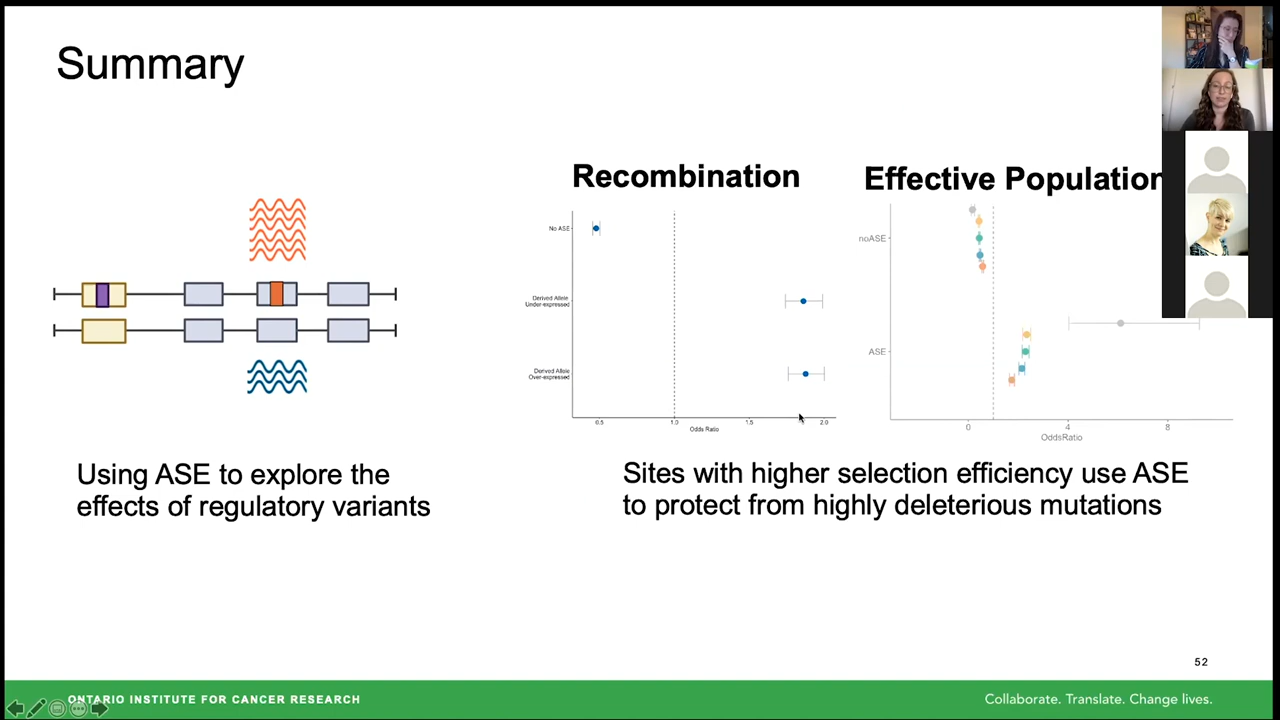 Summary
Recombination
Effective Population
No ASE
Derived Allele
Under-expressed
Derived Allele
Over-expressed
0.5
1.0
1.5
2.0
Odds Ratio
noASE
ASE
0
4
8
OddsRatio
Using ASE to explore the
effects of regulatory variants
Sites with higher selection efficiency use ASE
to protect from highly deleterious mutations
52
ONTARIO INSTITUTE FOR CANCER RESEARCH
Collaborate. Translate. Change lives.